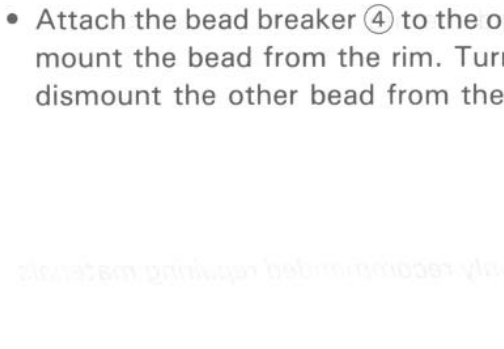 • Attach the bead breaker ④ to the
mount the bead from the rim.
dismount the other bead from the